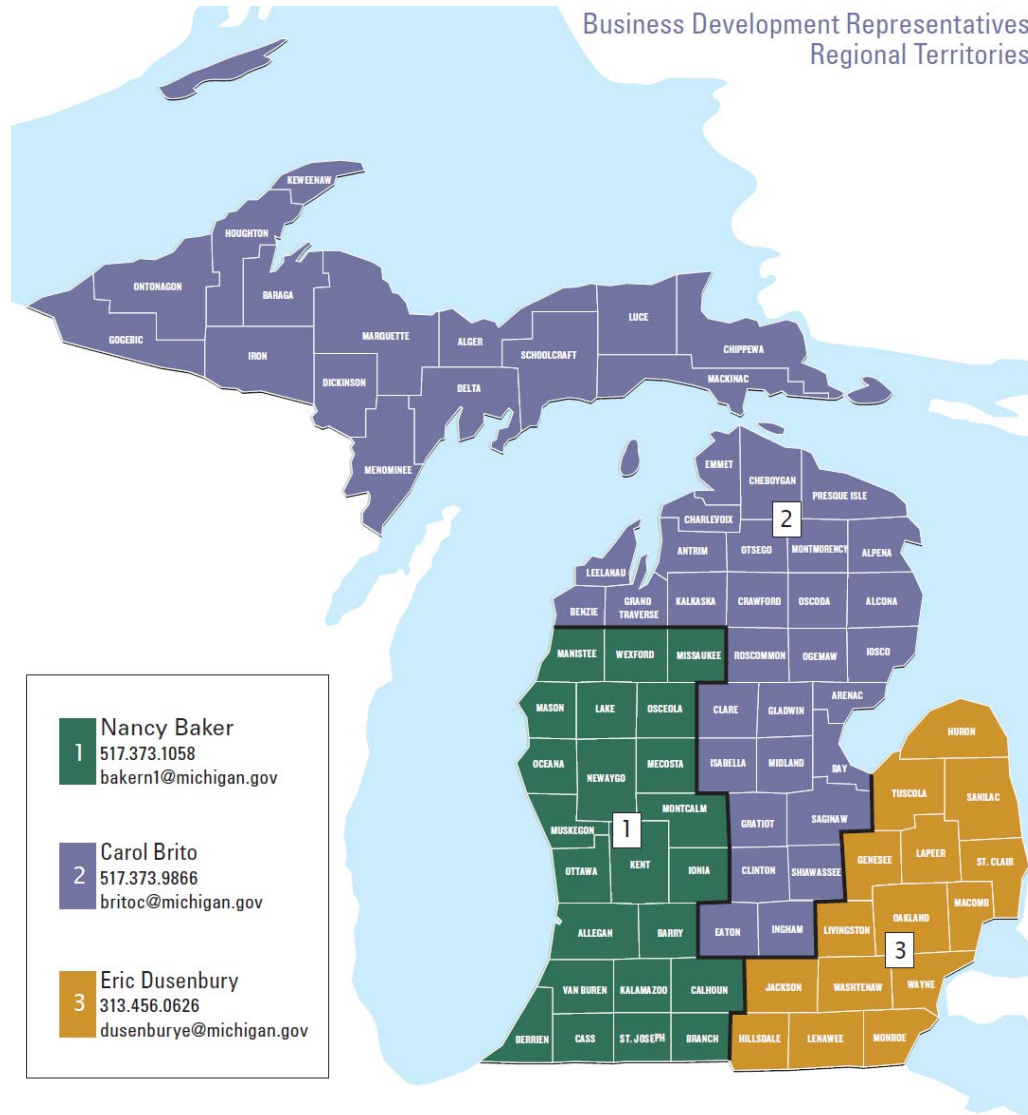 Business Development Representatives
Regional Territories
KEWEENAW
HOUGHTON
ONTONAGON
BARAGA
GOGEBIC
IRON
MARQUETTE
ALGER
LUCE
SCHOOLCRAFT
CHIPPEWA
MACKINAC
DICKINSON
DELTA
MENOMINEE
EMMET
CHEBOYGAN
PRESQUE ISLE
2
CHARLEVOIX
ANTRIM
OTSEGO
MONTMORENCY
ALPENA
LEELANAU
BENZIE
GRAND
TRAVERSE
KALKASKA
CRAWFORD
OSCODA
ALCONA
MANISTEE
WEXFORD
MISSAUKEE
ROSCOMMON
OGEMAW
IOSCO
ARENAC
MASON
LAKE
OSCEOLA
CLARE
GLADWIN
HURON
OCEANA
NEWAYGO
MECOSTA
ISABELLA
MIDLAND
BAY
TUSCOLA
SANILAC
MONTCALM
GRATIOT
SAGINAW
MUSKEGON
1
OTTAWA
KENT
IONIA
CLINTON
SHIAWASSEE
GENESEE
LAPEER
ST. CLAIR
ALLEGAN
BARRY
EATON
INGHAM
LIVINGSTON
OAKLAND
MACOMB
3
VAN BUREN
KALAMAZOO
CALHOUN
JACKSON
WASHTENAW
WAYNE
BERRIEN
CASS
ST. JOSEPH
BRANCH
HILLSDALE
LENAWEE
MONROE
1
Nancy Baker
517.373.1058
bakern1@michigan.gov
2
Carol Brito
517.373.9866
britoc@michigan.gov
3
Eric Dusenbury
313.456.0626
dusenburye@michigan.gov